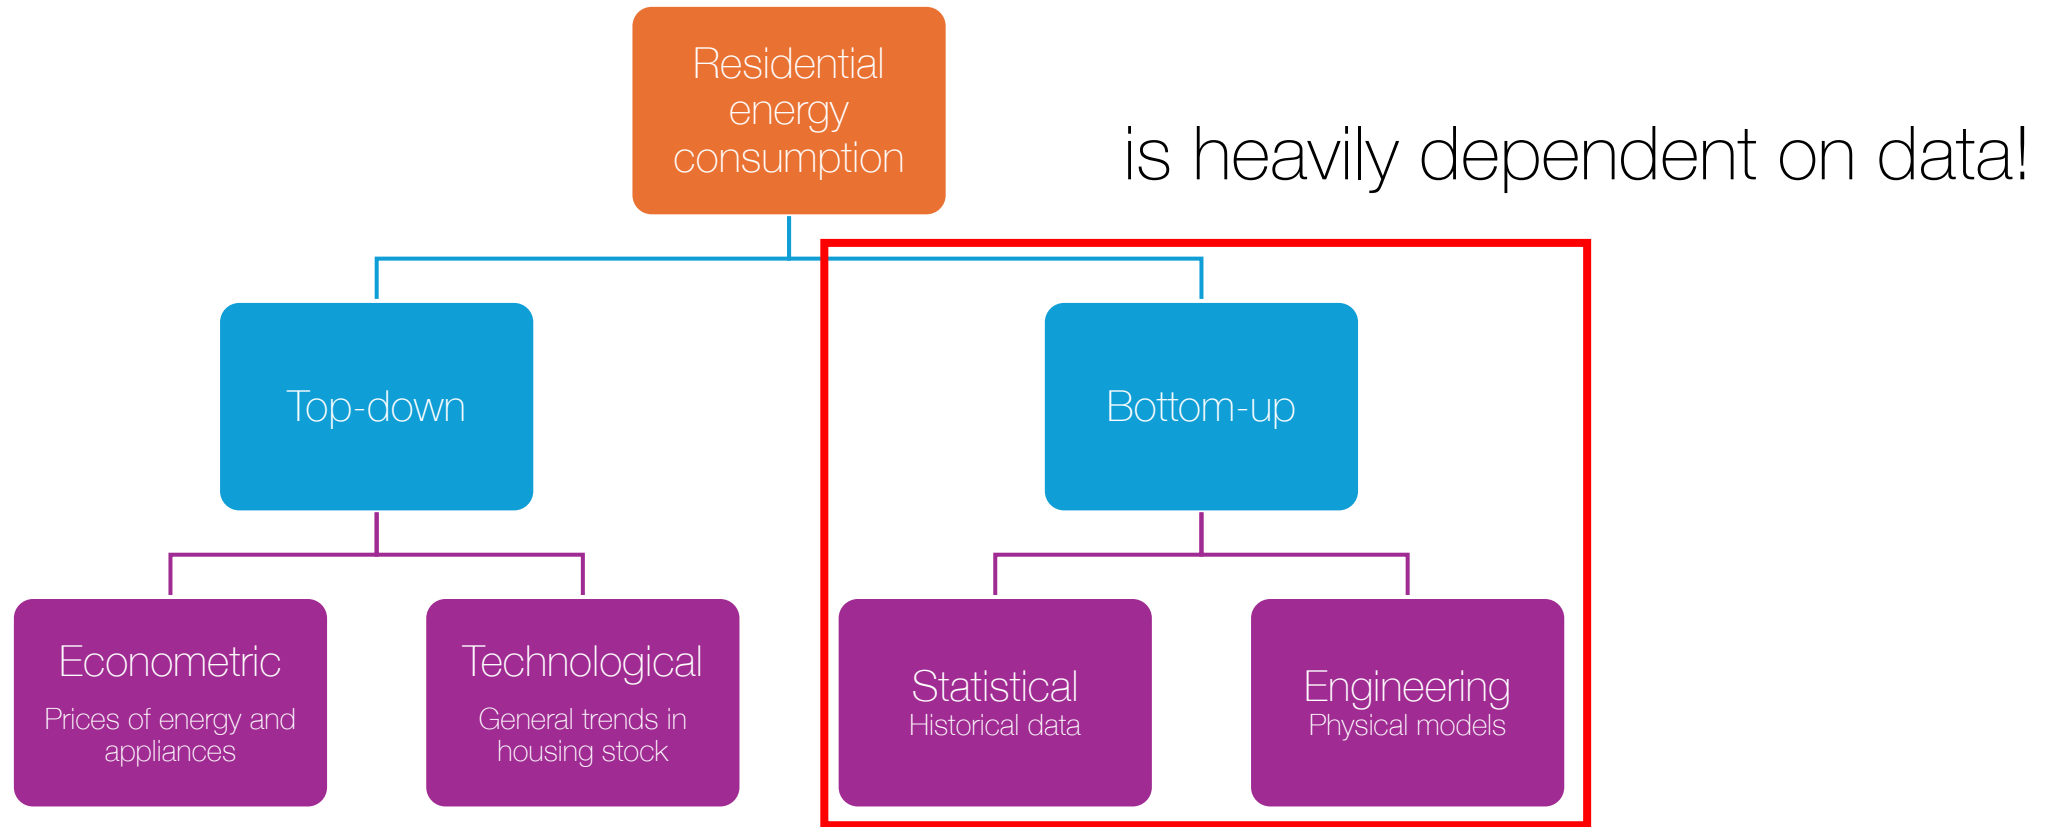 Residential
energy
consumption
is heavily dependent on data!
Top-down
Bottom-up
Econometric
Prices of energy and
appliances
Technological
General trends in
housing stock
Statistical
Historical data
Engineering
Physical models